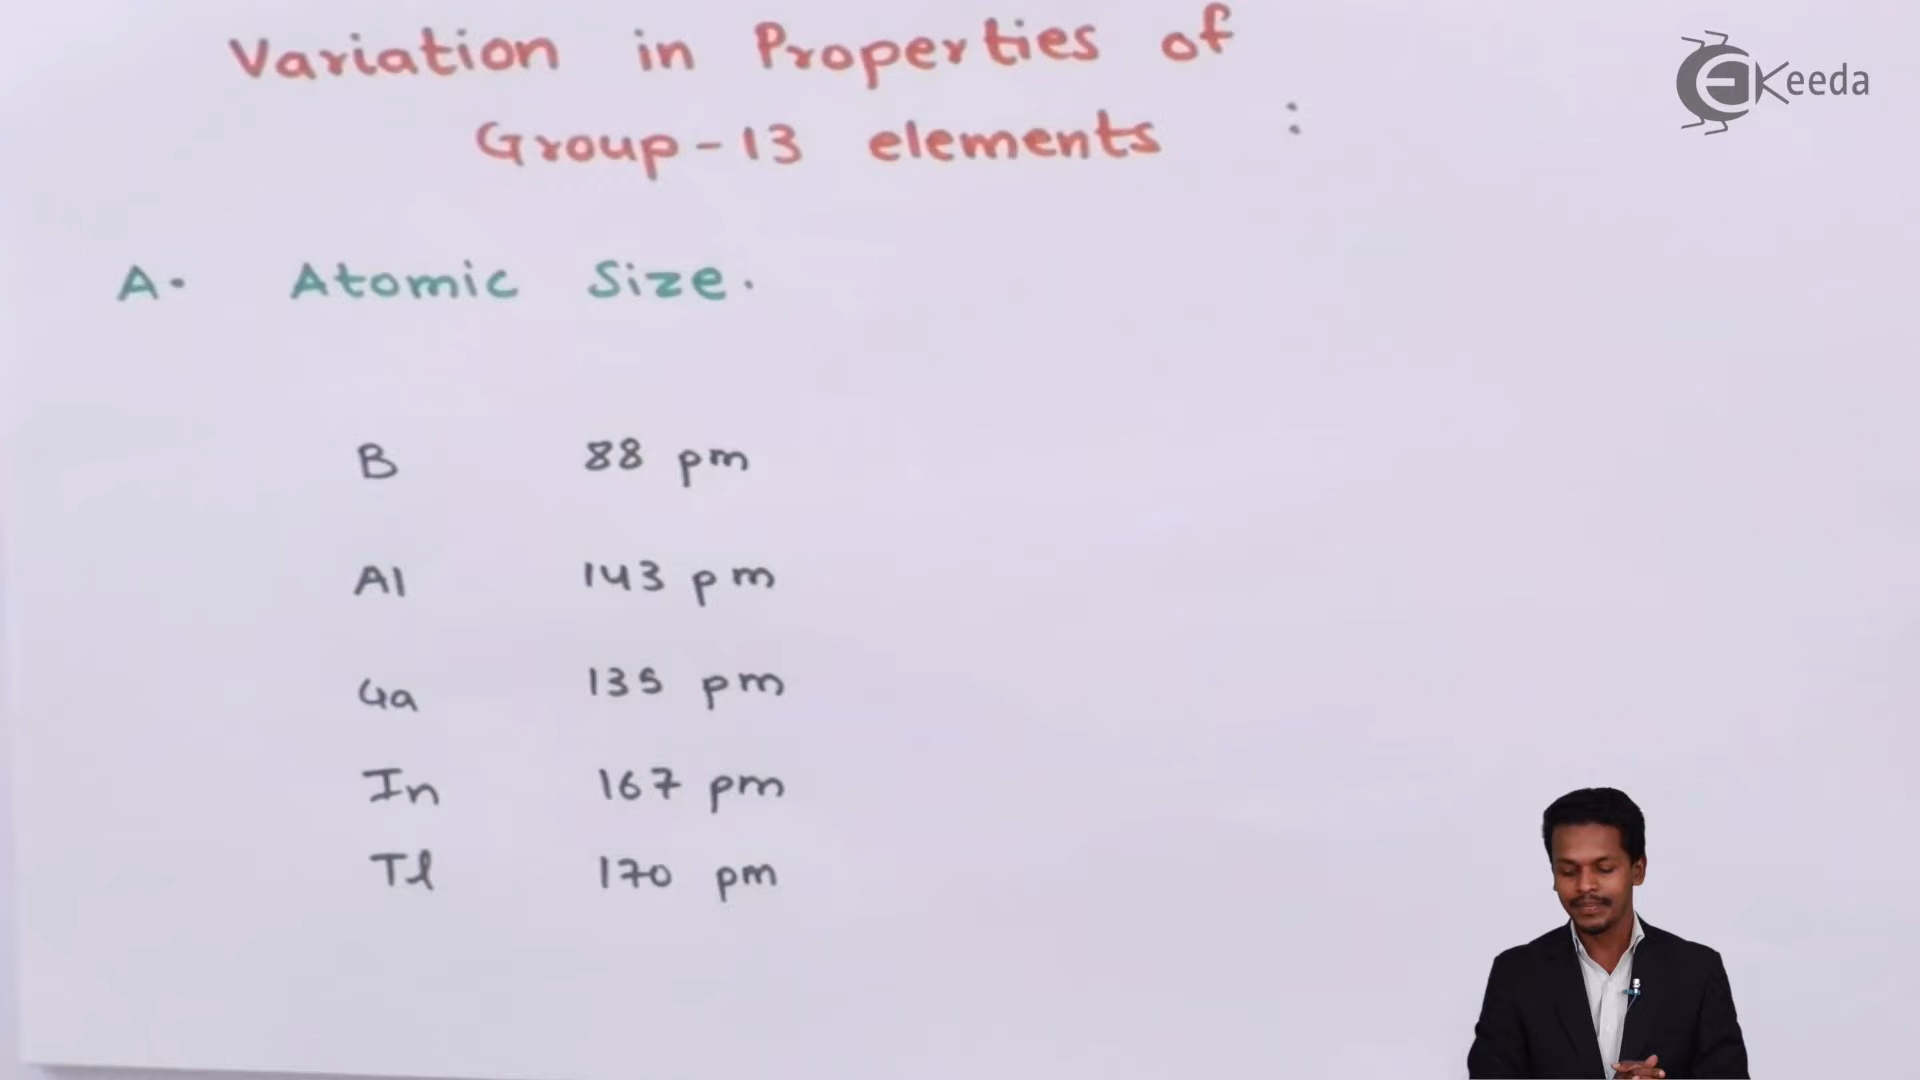 Variation in Properties of
Group-13 elements :
EKeeda
A. Atomic Size.
B 88 pm
Al 143 pm
Ga 135 pm
In 167 pm
Tl 170 pm